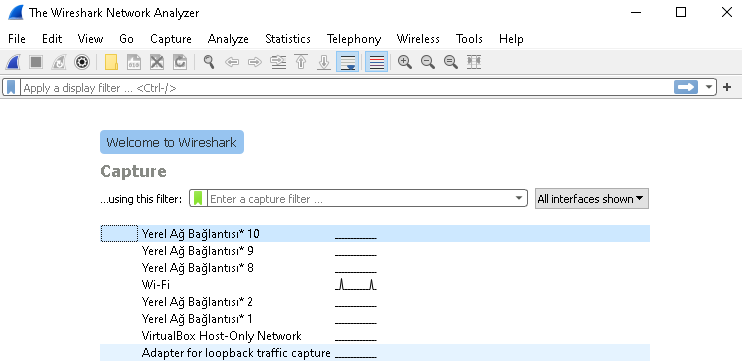 The Wireshark Network Analyzer
File Edit View Go Capture Analyze Statistics Telephony Wireless Tools Help
Apply a display filter ... <Ctrl-/>
Welcome to Wireshark
Capture
...using this filter: Enter a capture filter ... All interfaces shown
Yerel Ağ Bağlantısı* 10
Yerel Ağ Bağlantısı* 9
Yerel Ağ Bağlantısı* 8
Wi-Fi
Yerel Ağ Bağlantısı* 2
Yerel Ağ Bağlantısı* 1
VirtualBox Host-Only Network
Adapter for loopback traffic capture